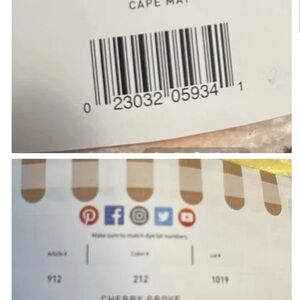 CAPE MAY
0 23032 05934 1
Make sure to match dye lot numbers.
Article # Color # Lot #
912 212 1019
CHERRY GROVE